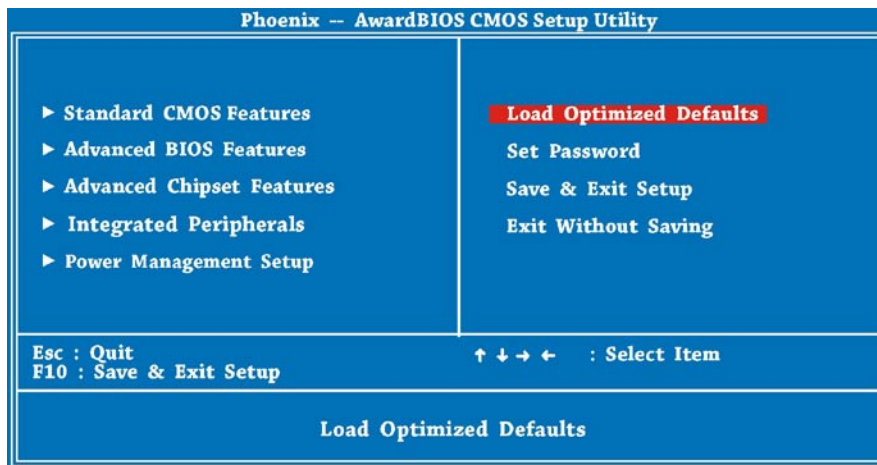 Phoenix -- AwardBIOS CMOS Setup Utility
► Standard CMOS Features
► Advanced BIOS Features
► Advanced Chipset Features
► Integrated Peripherals
► Power Management Setup
Load Optimized Defaults
Set Password
Save & Exit Setup
Exit Without Saving
Esc : Quit
F10 : Save & Exit Setup
↑ ↓ → ← : Select Item
Load Optimized Defaults